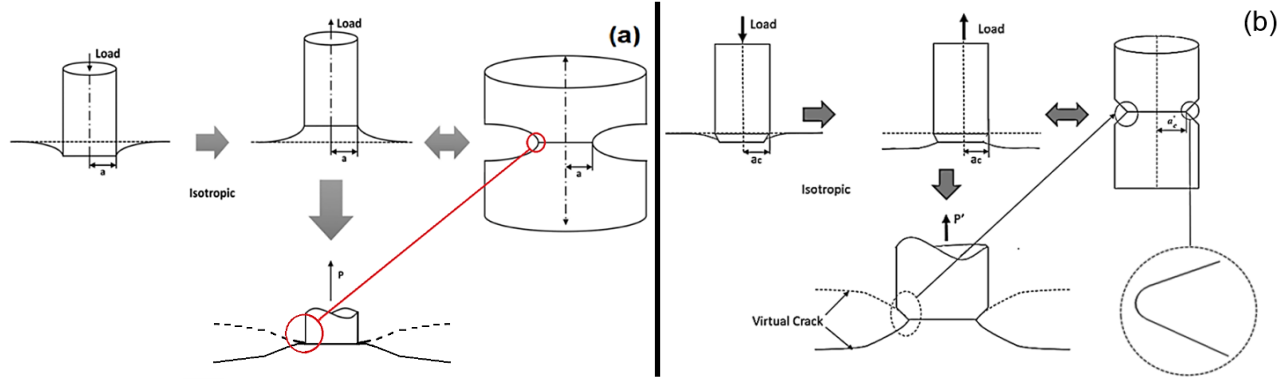 Load
Load
(a)
a
a
a
Isotropic
P
(b)
Load
Load
ac
ac
a'c
Isotropic
P'
Virtual Crack